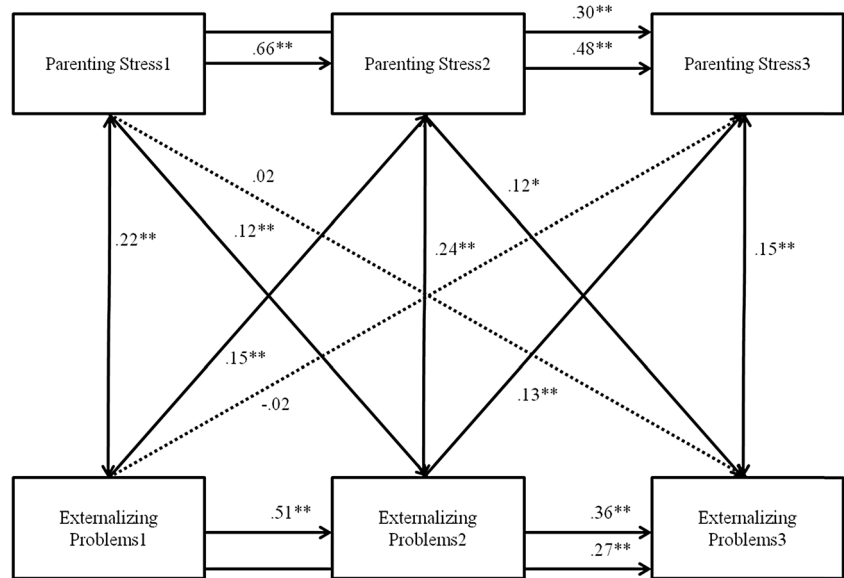 .30**
.66**
.48**
Parenting Stress1
Parenting Stress2
Parenting Stress3
.02
.12*
.22**
.12**
.24**
.15**
.15**
-.02
.13**
Externalizing
Problems1
.51**
Externalizing
Problems2
.36**
.27**
Externalizing
Problems3